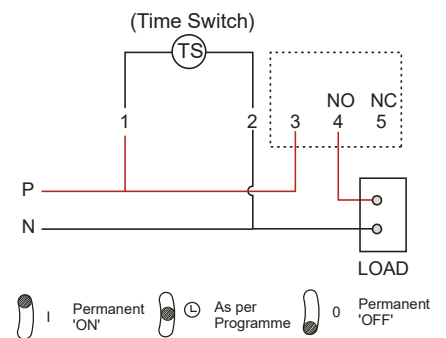 (Time Switch)
TS
NO NC
1 2 3 4 5
P
N
LOAD
I Permanent 'ON'
As per Programme
0 Permanent 'OFF'